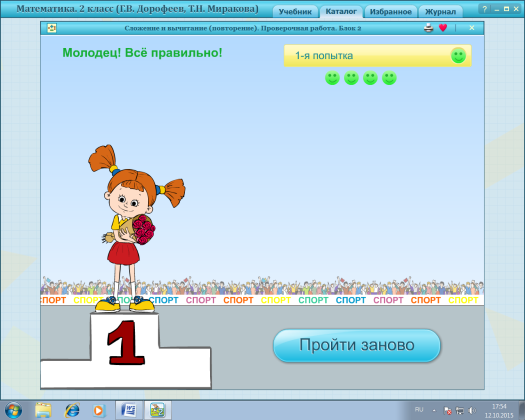 Математика. 2 класс (Г.В. Дорофеев, Т.Н. Миракова)
Учебник Каталог Избранное Журнал
Сложение и вычитание (повторение). Проверочная работа. Блок 2
Молодец! Всё правильно!
1-я попытка
СПОРТ СПОРТ СПОРТ СПОРТ СПОРТ СПОРТ СПОРТ СПОРТ СПОРТ СПОРТ СПОРТ СПОРТ
1
Пройти заново
RU
17:54
12.10.2015